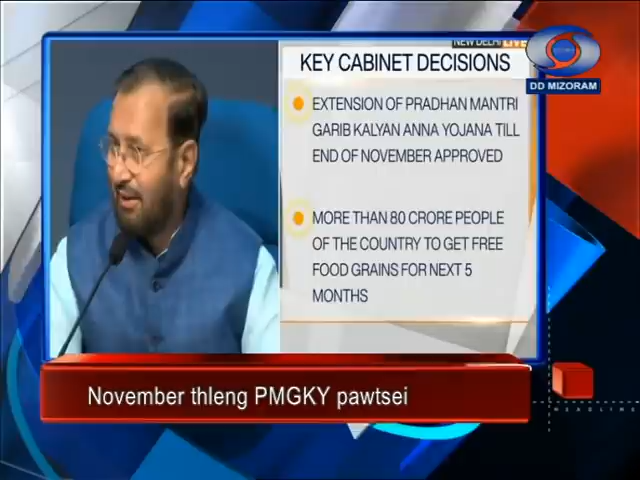 NEW DELHI LIVE
KEY CABINET DECISIONS
DD MIZORAM
EXTENSION OF PRADHAN MANTRI
GARIB KALYAN ANNA YOJANA TILL
END OF NOVEMBER APPROVED
MORE THAN 80 CRORE PEOPLE
OF THE COUNTRY TO GET FREE
FOOD GRAINS FOR NEXT 5
MONTHS
November thleng PMGKY pawtsei
HEADLINE